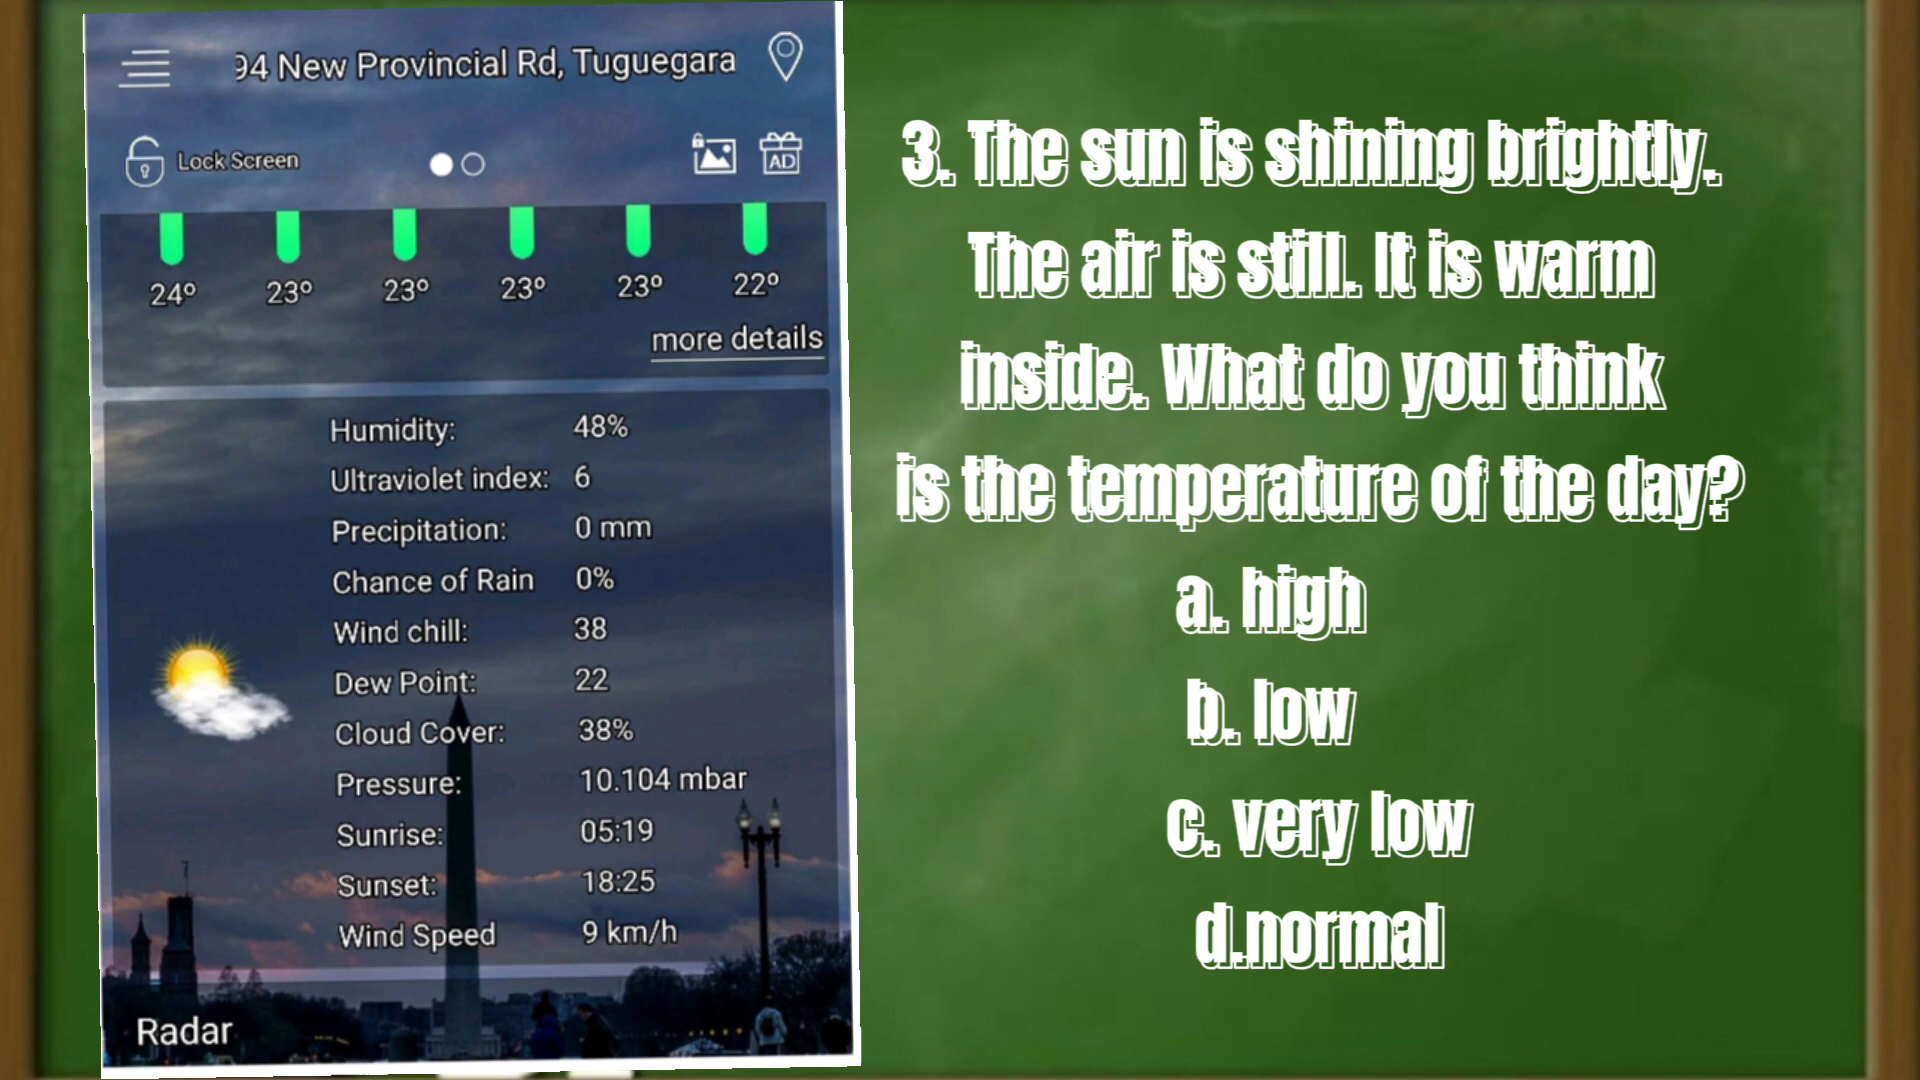 94 New Provincial Rd, Tuguegara
Lock Screen
AD
24° 23° 23° 23° 23° 22°
more details
Humidity: 48%
Ultraviolet index: 6
Precipitation: 0 mm
Chance of Rain 0%
Wind chill: 38
Dew Point: 22
Cloud Cover: 38%
Pressure: 10.104 mbar
Sunrise: 05:19
Sunset: 18:25
Wind Speed 9 km/h
Radar
3. The sun is shining brightly.
The air is still. It is warm
inside. What do you think
is the temperature of the day?
a. high
b. low
c. very low
d.normal